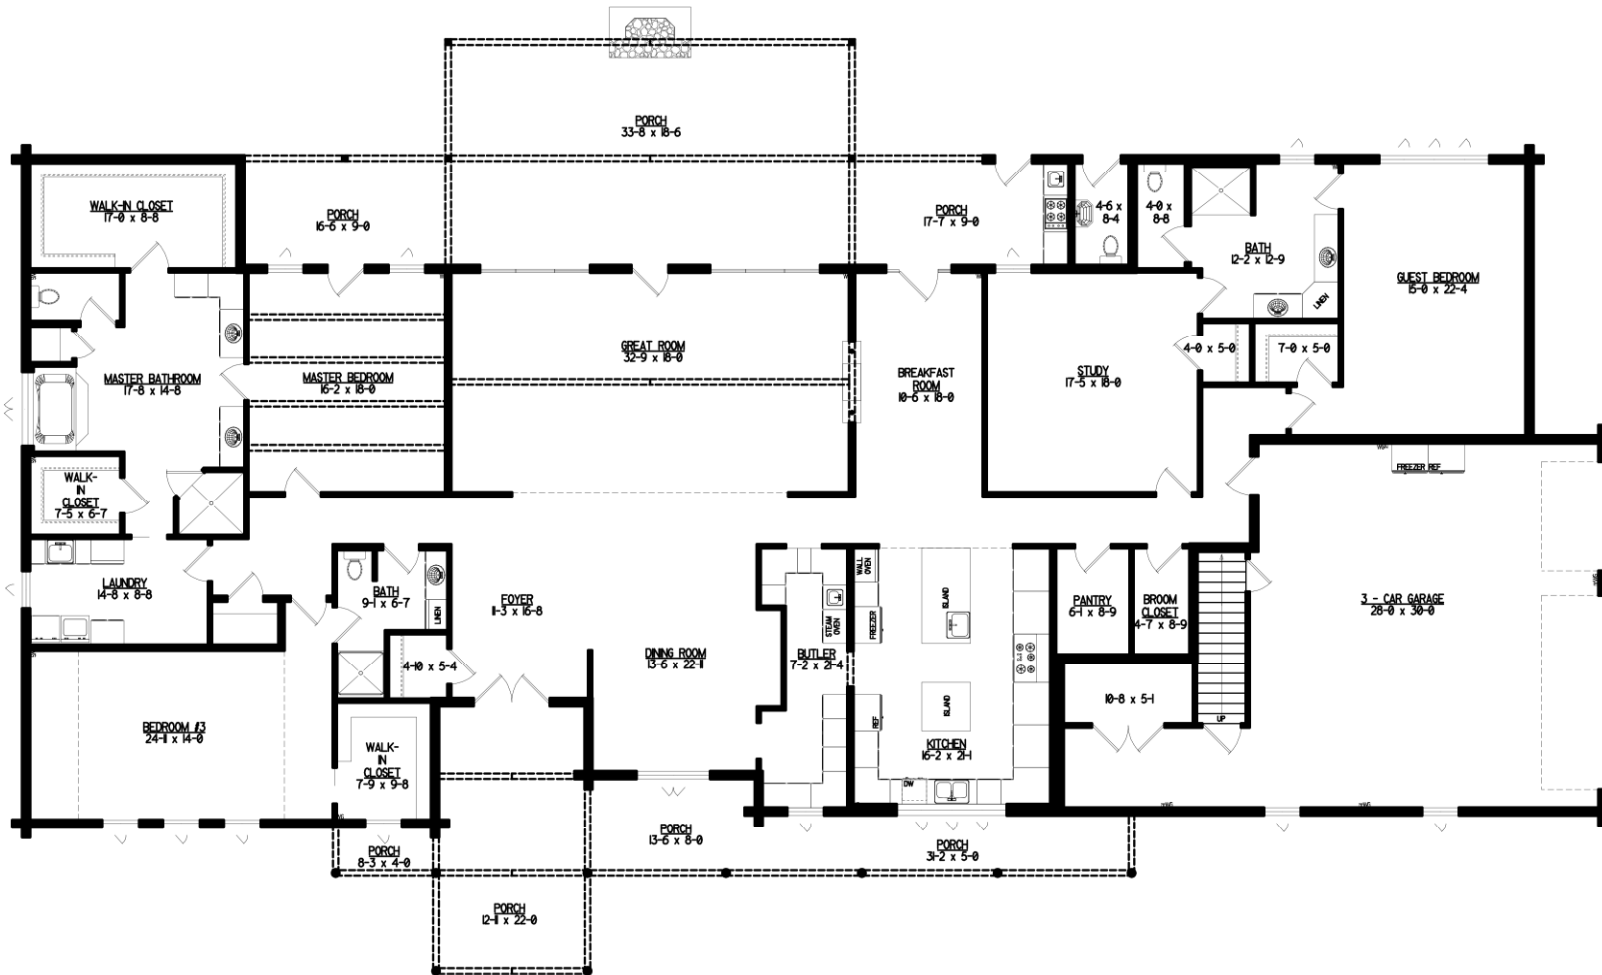 PORCH
33-8 x 18-6
WALK-IN CLOSET
17-0 x 8-8
PORCH
16-6 x 9-0
PORCH
17-7 x 9-0
4-6 x
8-4
4-0 x
8-8
BATH
12-2 x 12-9
LINEN
GUEST BEDROOM
15-0 x 22-4
GREAT ROOM
32-9 x 18-0
4-0 x 5-0
7-0 x 5-0
MASTER BATHROOM
17-8 x 14-8
MASTER BEDROOM
16-2 x 18-0
BREAKFAST
ROOM
10-6 x 18-0
STUDY
17-5 x 18-0
WALK-
IN
CLOSET
7-5 x 6-7
FREEZER REF
LAUNDRY
14-8 x 8-8
BATH
9-1 x 6-7
LINEN
FOYER
11-3 x 16-8
WALL
OVEN
ISLAND
FREEZER
STEAM
OVEN
PANTRY
6-1 x 8-9
BROOM
CLOSET
4-7 x 8-9
3 - CAR GARAGE
28-0 x 30-0
4-10 x 5-4
DINING ROOM
13-6 x 22-11
BUTLER
7-2 x 21-4
10-8 x 5-1
ISLAND
REF
UP
BEDROOM #3
24-11 x 14-0
WALK-
IN
CLOSET
7-9 x 9-8
KITCHEN
16-2 x 21-1
DW
PORCH
8-3 x 4-0
PORCH
13-6 x 8-0
PORCH
31-2 x 5-0
PORCH
12-11 x 22-0